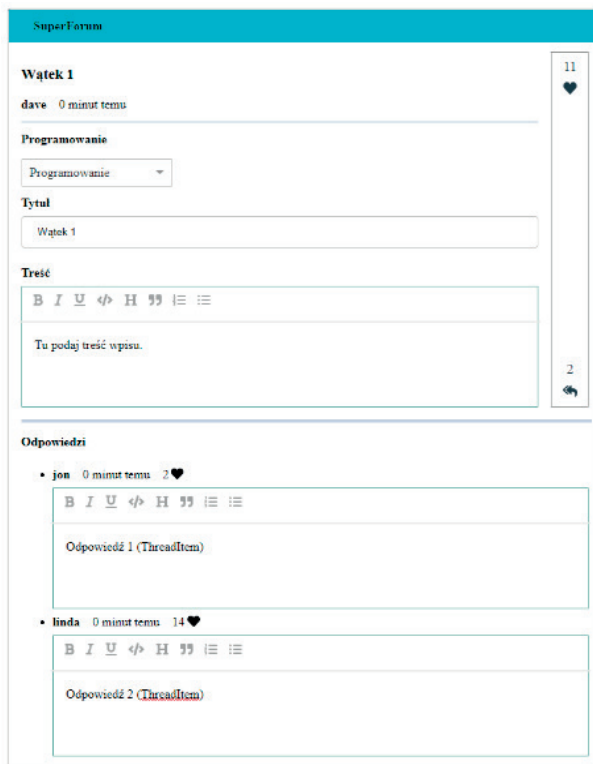 SuperForum
Wątek 1
11
dave 0 minut temu
Programowanie
Programowanie
Tytuł
Wątek 1
Treść
B I U </> H
Tu podaj treść wpisu.
2
Odpowiedzi
jon 0 minut temu 2
B I U </> H
Odpowiedź 1 (ThreadItem)
linda 0 minut temu 14
B I U </> H
Odpowiedź 2 (ThreadItem)